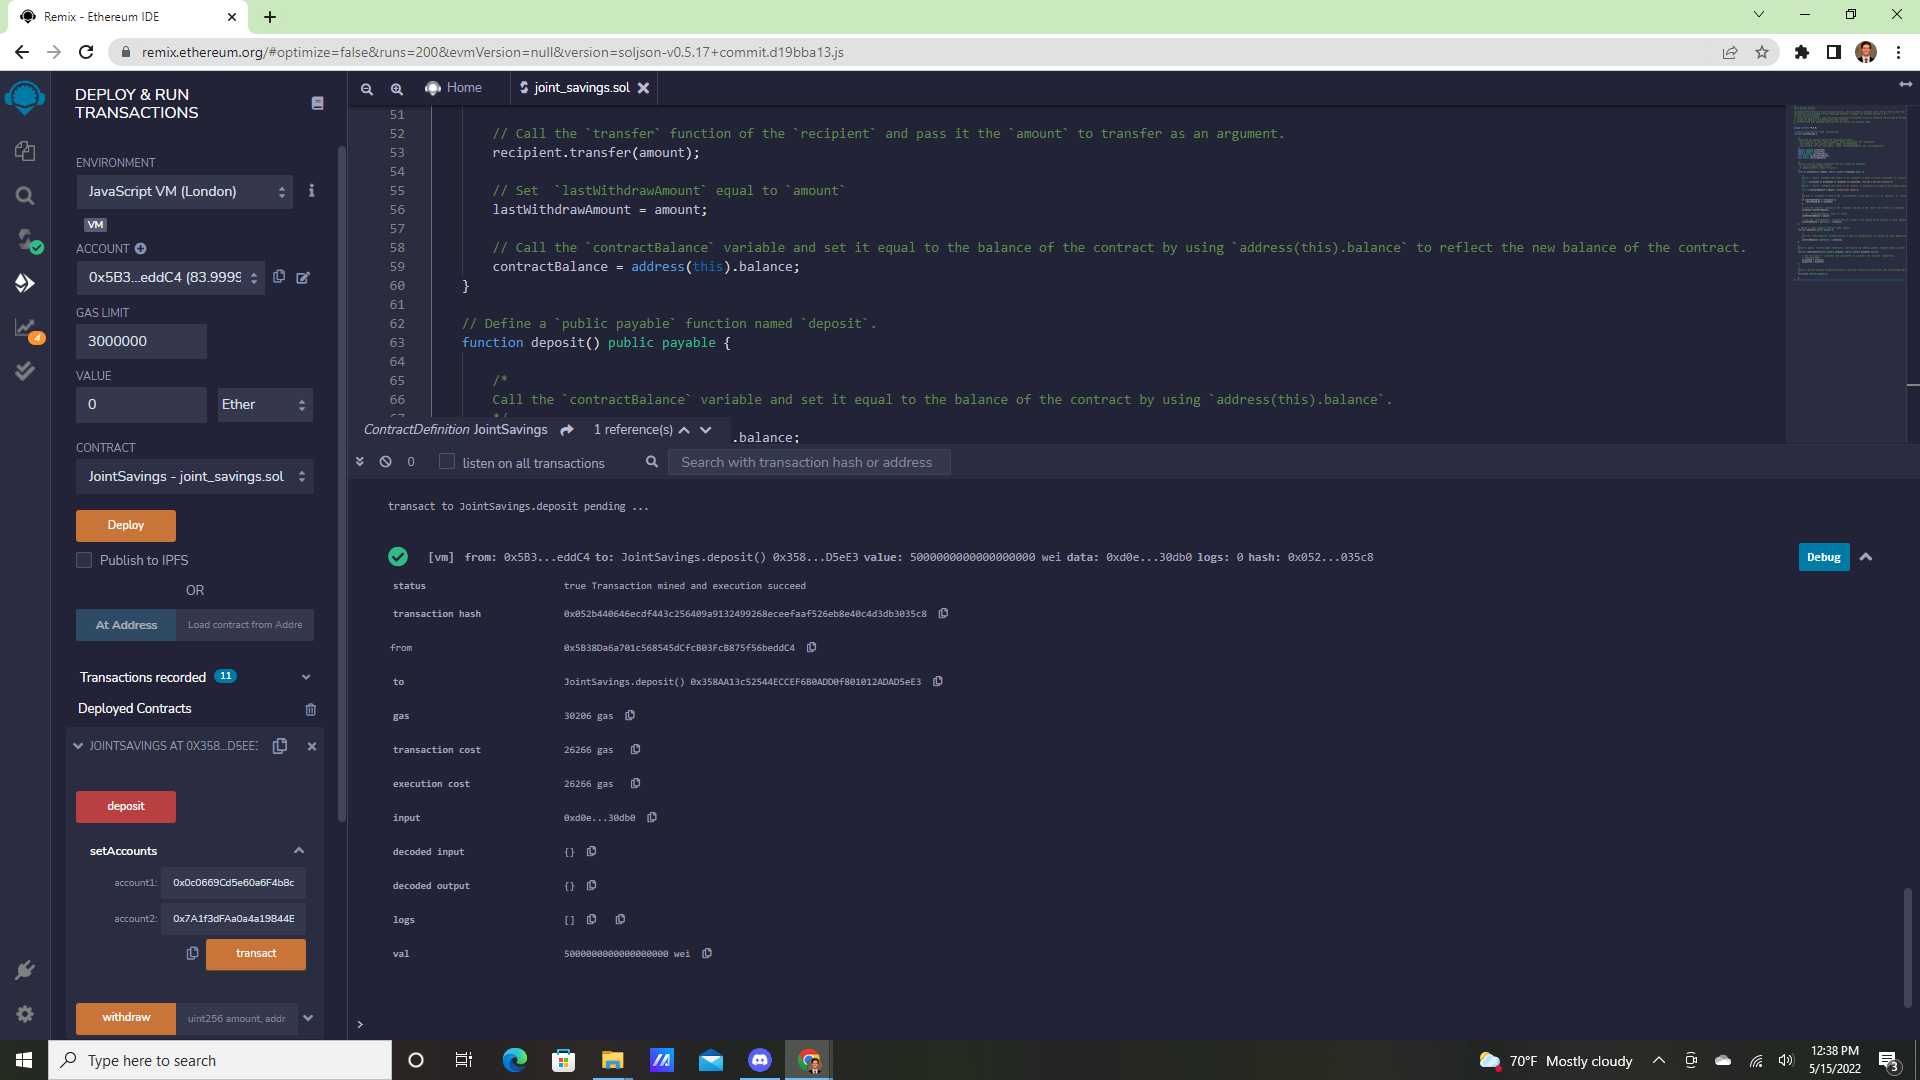 Remix - Ethereum IDE
remix.ethereum.org/#optimize=false&runs=200&evmVersion=null&version=soljson-v0.5.17+commit.d19bba13.js
DEPLOY & RUN
TRANSACTIONS
ENVIRONMENT
JavaScript VM (London)
VM
ACCOUNT
0x5B3...eddC4 (83.9999
GAS LIMIT
3000000
VALUE
0
Ether
CONTRACT
JointSavings - joint_savings.sol
Deploy
Publish to IPFS
OR
At Address
Load contract from Addre
Transactions recorded 11
Deployed Contracts
JOINTSAVINGS AT 0X358...D5EE3
deposit
setAccounts
account1: 0x0c0669Cd5e60a6F4b8c
account2: 0x7A1f3dFAa0a4a19844E
transact
withdraw
uint256 amount, addr
4
Home
joint_savings.sol
51
52 // Call the `transfer` function of the `recipient` and pass it the `amount` to transfer as an argument.
53 recipient.transfer(amount);
54
55 // Set  `lastWithdrawAmount` equal to `amount`
56 lastWithdrawAmount = amount;
57
58 // Call the `contractBalance` variable and set it equal to the balance of the contract by using `address(this).balance` to reflect the new balance of the contract.
59 contractBalance = address(this).balance;
60 }
61
62 // Define a `public payable` function named `deposit`.
63 function deposit() public payable {
64
65 /*
66 Call the `contractBalance` variable and set it equal to the balance of the contract by using `address(this).balance`.
ContractDefinition JointSavings 1 reference(s)
.balance;
0
listen on all transactions
Search with transaction hash or address
transact to JointSavings.deposit pending ...
[vm] from: 0x5B3...eddC4 to: JointSavings.deposit() 0x358...D5eE3 value: 5000000000000000000 wei data: 0xd0e...30db0 logs: 0 hash: 0x052...035c8
Debug
status true Transaction mined and execution succeed
transaction hash 0x052b440646ecdf443c256409a9132499268eceefaaf526eb8e40c4d3db3035c8
from 0x5B38Da6a701c568545dCfcB03FcB875f56beddC4
to JointSavings.deposit() 0x358AA13c52544ECCEF6B0ADD0f801012ADAD5eE3
gas 30206 gas
transaction cost 26266 gas
execution cost 26266 gas
input 0xd0e...30db0
decoded input {}
decoded output {}
logs []
val 5000000000000000000 wei
>
Type here to search
70°F Mostly cloudy
12:38 PM
5/15/2022
3